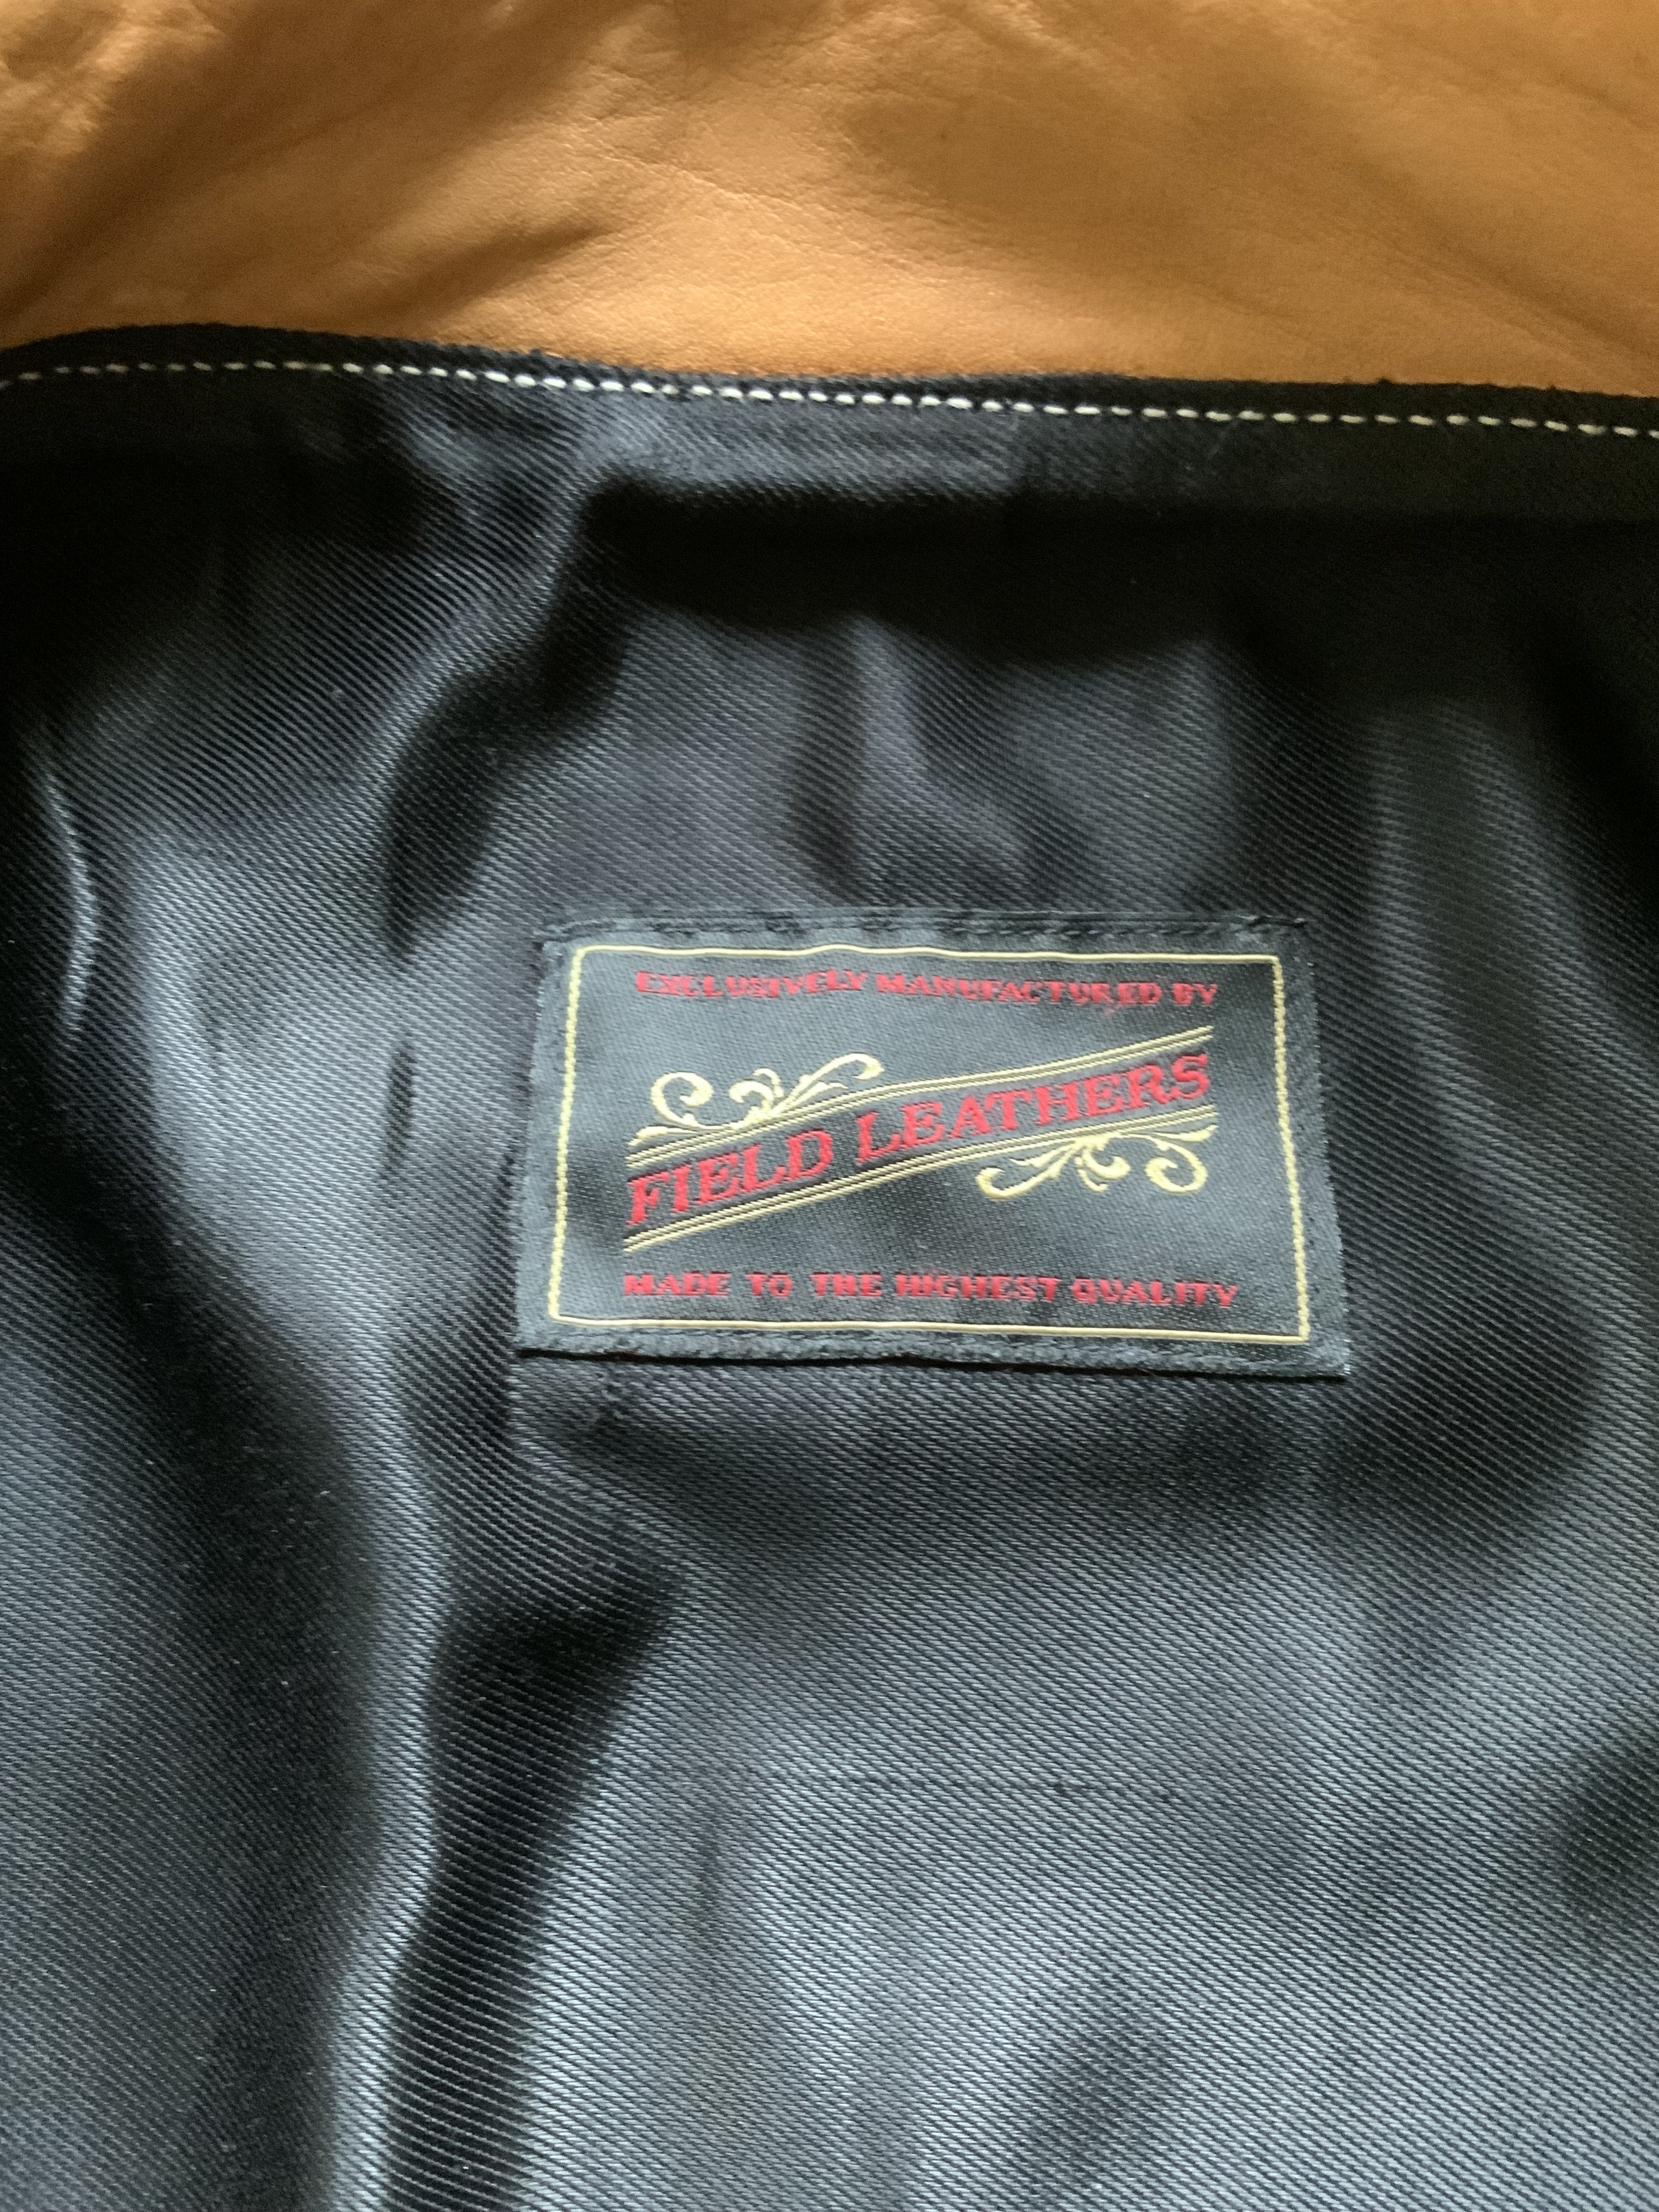 EXCLUSIVELY MANUFACTURED BY
FIELD LEATHERS
MADE TO THE HIGHEST QUALITY